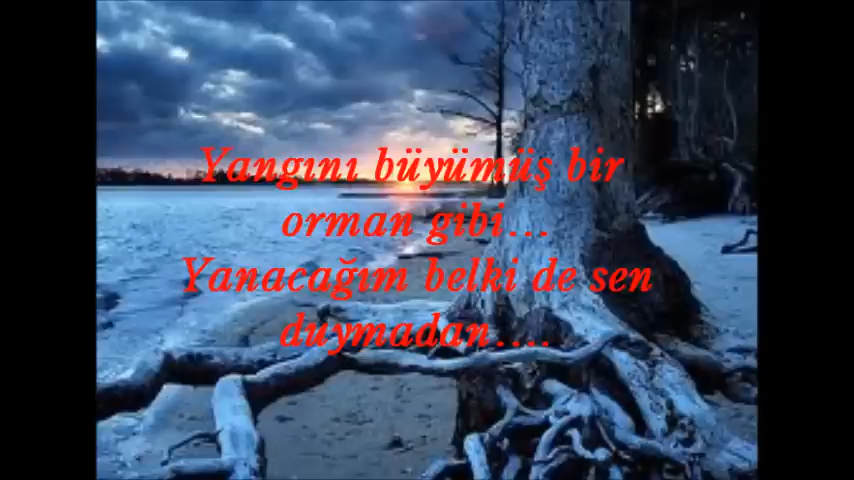 Yangını büyümüş bir
orman gibi...
Yanacağım belki de sen
duymadan....